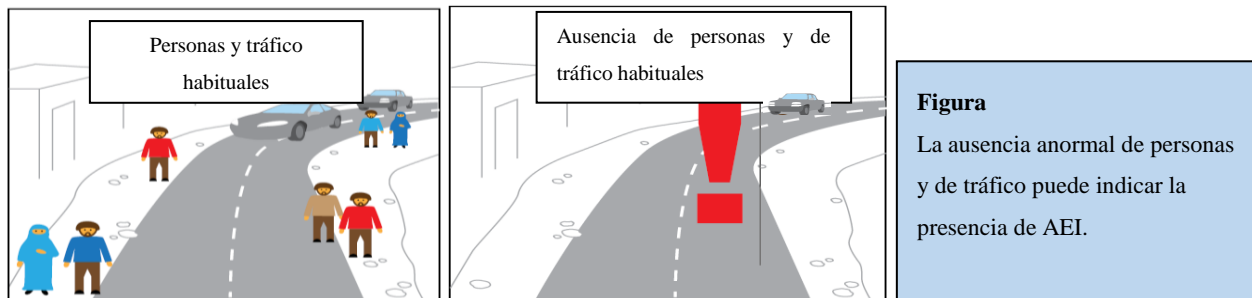 Personas y tráfico
habituales
Ausencia de personas y de
tráfico habituales
Figura
La ausencia anormal de personas
y de tráfico puede indicar la
presencia de AEI.